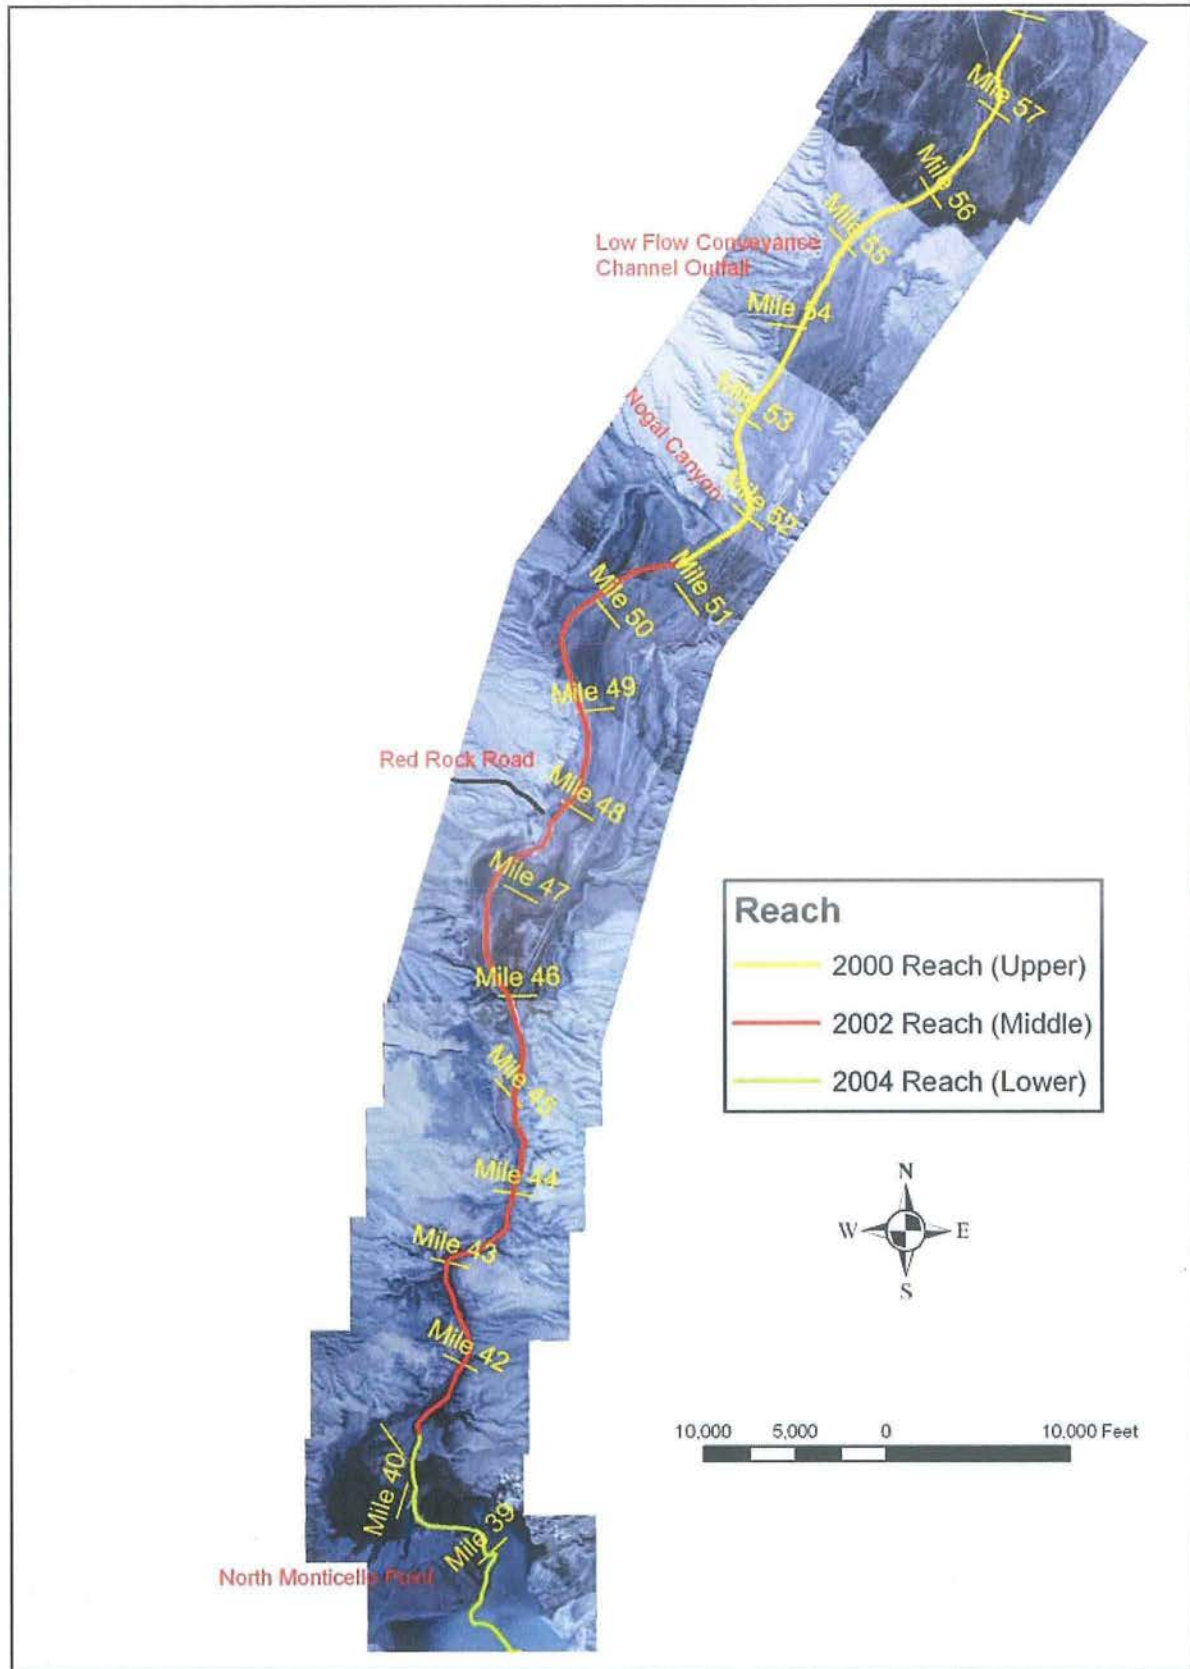 Mile 57
Mile 56
Mile 55
Low Flow Conveyance
Channel Outfall
Mile 54
Mile 53
Nogal Canyon
Mile 52
Mile 51
Mile 50
Mile 49
Red Rock Road
Mile 48
Mile 47
Reach
2000 Reach (Upper)
Mile 46
2002 Reach (Middle)
Mile 45
2004 Reach (Lower)
Mile 44
N
W E
S
Mile 43
Mile 42
10,000 5,000 0 10,000 Feet
Mile 40
Mile 39
North Monticello Point